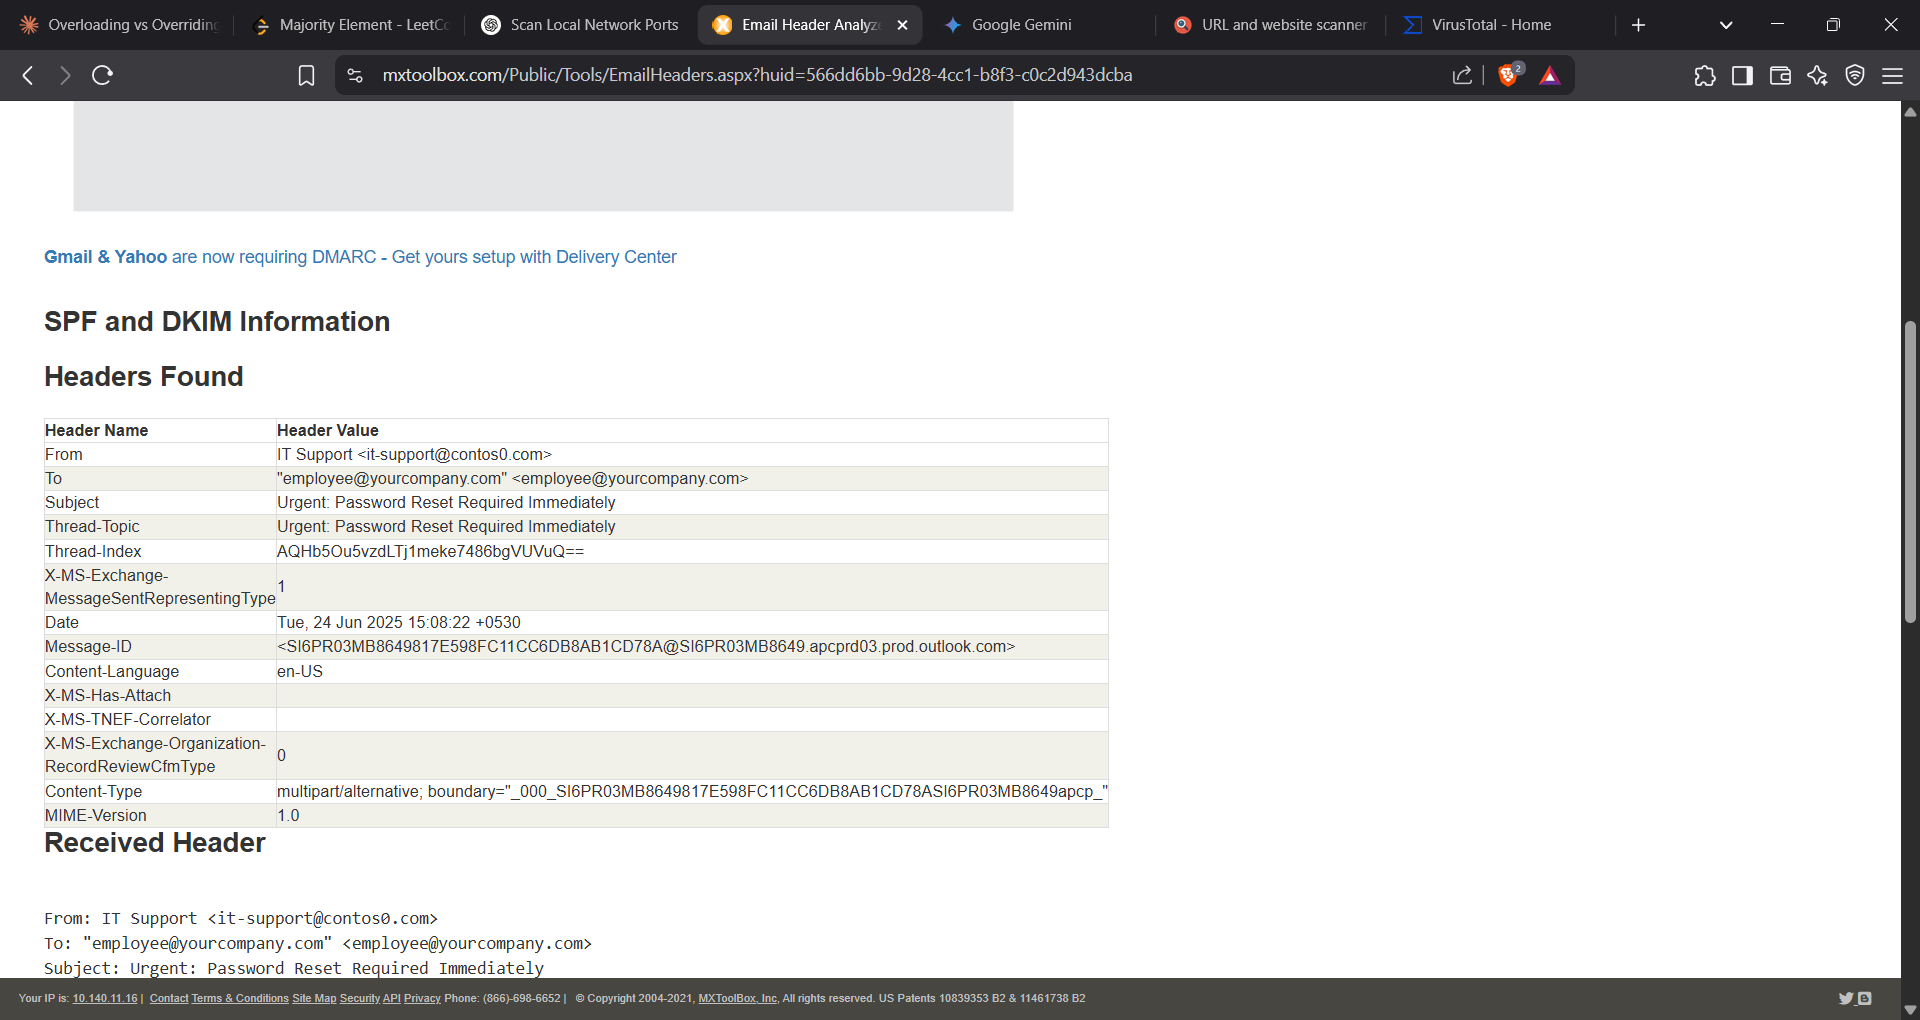 Overloading vs Overriding
Majority Element - LeetCo
Scan Local Network Ports
Email Header Analyze
Google Gemini
URL and website scanner
VirusTotal - Home
mxtoolbox.com/Public/Tools/EmailHeaders.aspx?huid=566dd6bb-9d28-4cc1-b8f3-c0c2d943dcba
2
Gmail & Yahoo are now requiring DMARC - Get yours setup with Delivery Center
SPF and DKIM Information
Headers Found
Header Name Header Value
From IT Support <it-support@contos0.com>
To "employee@yourcompany.com" <employee@yourcompany.com>
Subject Urgent: Password Reset Required Immediately
Thread-Topic Urgent: Password Reset Required Immediately
Thread-Index AQHb5Ou5vzdLTj1meke7486bgVUVuQ==
X-MS-Exchange-
MessageSentRepresentingType 1
Date Tue, 24 Jun 2025 15:08:22 +0530
Message-ID <SI6PR03MB8649817E598FC11CC6DB8AB1CD78A@SI6PR03MB8649.apcprd03.prod.outlook.com>
Content-Language en-US
X-MS-Has-Attach
X-MS-TNEF-Correlator
X-MS-Exchange-Organization-
RecordReviewCfmType 0
Content-Type multipart/alternative; boundary="_000_SI6PR03MB8649817E598FC11CC6DB8AB1CD78ASI6PR03MB8649apcp_"
MIME-Version 1.0
Received Header
From: IT Support <it-support@contos0.com>
To: "employee@yourcompany.com" <employee@yourcompany.com>
Subject: Urgent: Password Reset Required Immediately
Your IP is: 10.140.11.16 | Contact Terms & Conditions Site Map Security API Privacy Phone: (866)-698-6652 | © Copyright 2004-2021, MXToolBox, Inc, All rights reserved. US Patents 10839353 B2 & 11461738 B2